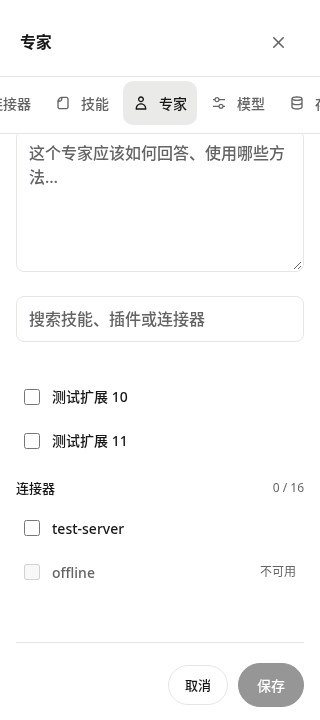 专家
连接器 技能 专家 模型
这个专家应该如何回答、使用哪些方
法...
搜索技能、插件或连接器
测试扩展 10
测试扩展 11
连接器 0 / 16
test-server
offline 不可用
取消 保存